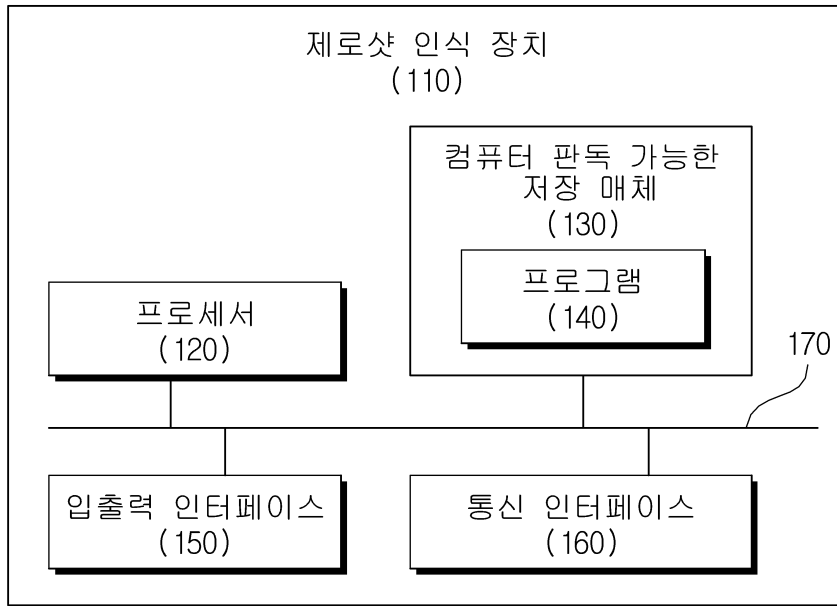 제로샷 인식 장치
(110)
컴퓨터 판독 가능한
저장 매체
(130)
프로그램
(140)
프로세서
(120)
170
입출력 인터페이스
(150)
통신 인터페이스
(160)